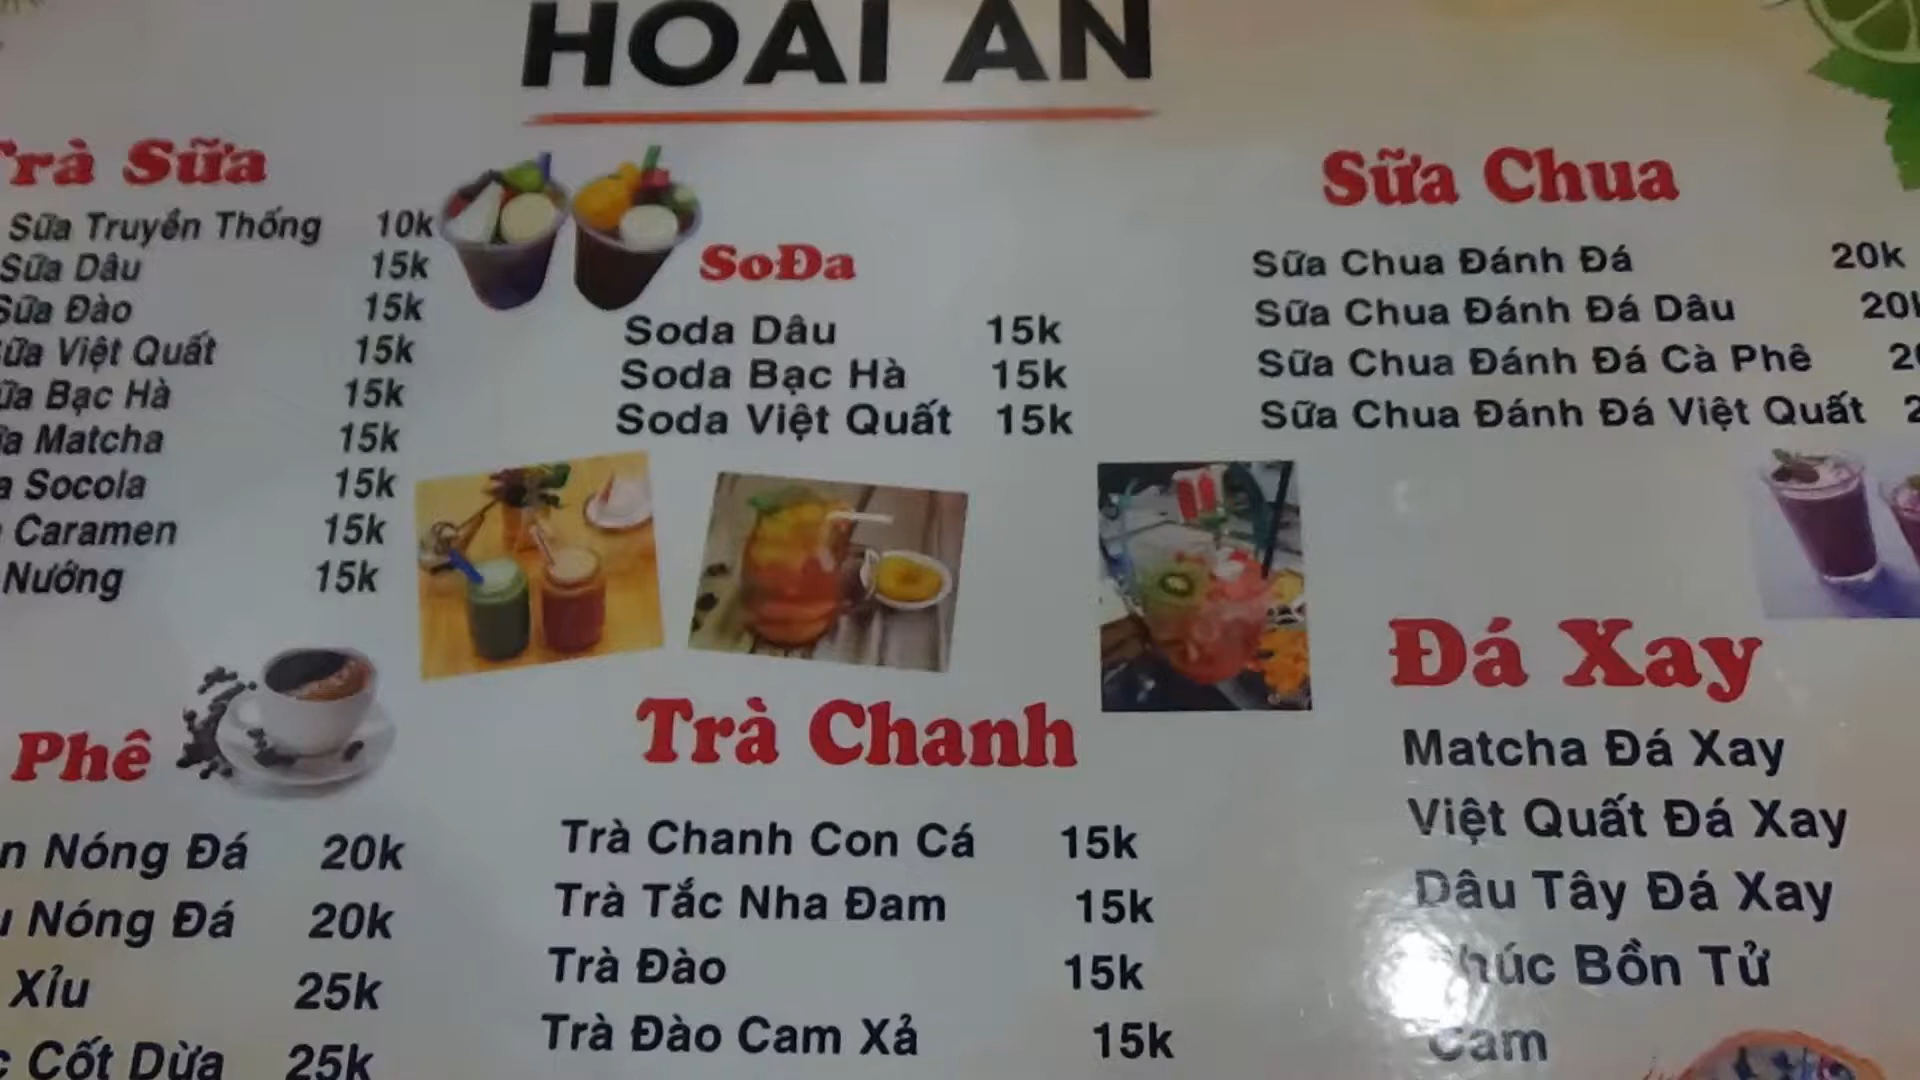 HOÀI AN
Trà Sữa
Sữa Truyền Thống 10k
Sữa Dâu 15k
Sữa Đào 15k
Sữa Việt Quất 15k
Sữa Bạc Hà 15k
Matcha 15k
Socola 15k
Caramen 15k
Nướng 15k
SoĐa
Soda Dâu 15k
Soda Bạc Hà 15k
Soda Việt Quất 15k
Sữa Chua
Sữa Chua Đánh Đá 20k
Sữa Chua Đánh Đá Dâu 20k
Sữa Chua Đánh Đá Cà Phê
Sữa Chua Đánh Đá Việt Quất
Phê
Nóng Đá 20k
Nóng Đá 20k
Xỉu 25k
Cốt Dừa 25k
Trà Chanh
Trà Chanh Con Cá 15k
Trà Tắc Nha Đam 15k
Trà Đào 15k
Trà Đào Cam Xả 15k
Đá Xay
Matcha Đá Xay
Việt Quất Đá Xay
Dâu Tây Đá Xay
Phúc Bồn Tử
Cam